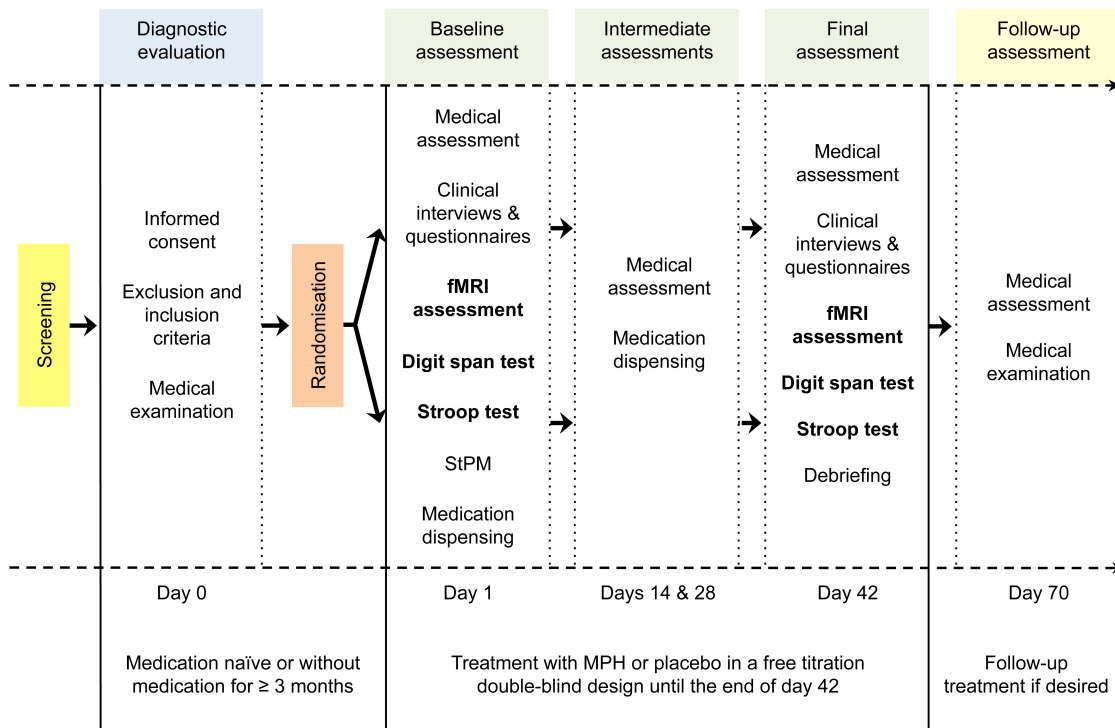 Diagnostic
evaluation
Baseline
assessment
Intermediate
assessments
Final
assessment
Follow-up
assessment
Screening
Informed
consent
Exclusion and
inclusion
criteria
Medical
examination
Randomisation
Medical
assessment
Clinical
interviews &
questionnaires
fMRI
assessment
Digit span test
Stroop test
StPM
Medication
dispensing
Medical
assessment
Medication
dispensing
Medical
assessment
Clinical
interviews &
questionnaires
fMRI
assessment
Digit span test
Stroop test
Debriefing
Medical
assessment
Medical
examination
Day 0
Day 1
Days 14 & 28
Day 42
Day 70
Medication naïve or without
medication for ≥ 3 months
Treatment with MPH or placebo in a free titration
double-blind design until the end of day 42
Follow-up
treatment if desired